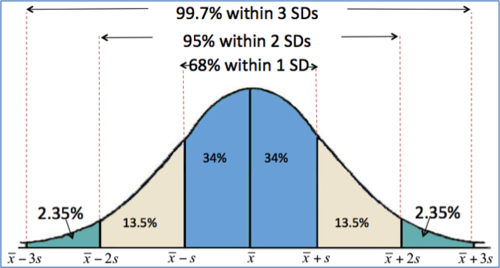 99.7% within 3 SDs
95% within 2 SDs
68% within 1 SD
34% 34%
2.35% 13.5% 13.5% 2.35%
x̅ − 3s x̅ − 2s x̅ − s x̅ x̅ + s x̅ + 2s x̅ + 3s